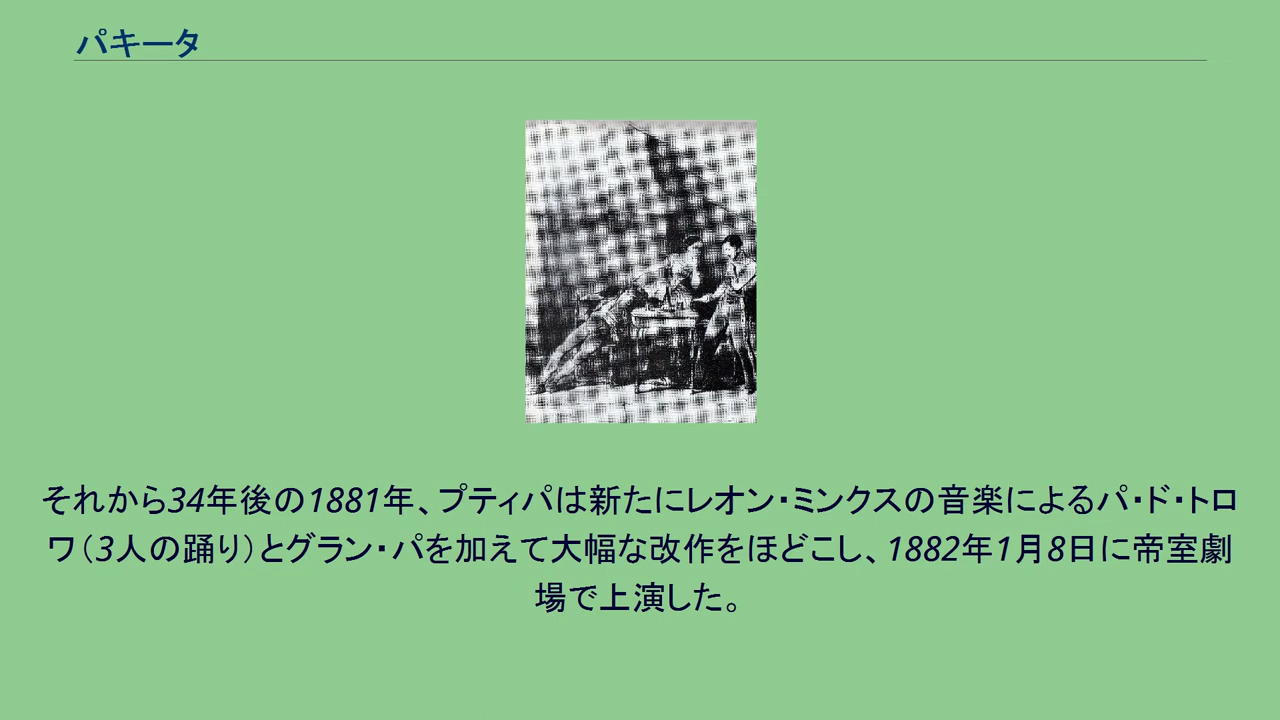 パキータ
それから34年後の1881年、プティパは新たにレオン・ミンクスの音楽によるパ・ド・トロ
ワ（3人の踊り）とグラン・パを加えて大幅な改作をほどこし、1882年1月8日に帝室劇
場で上演した。